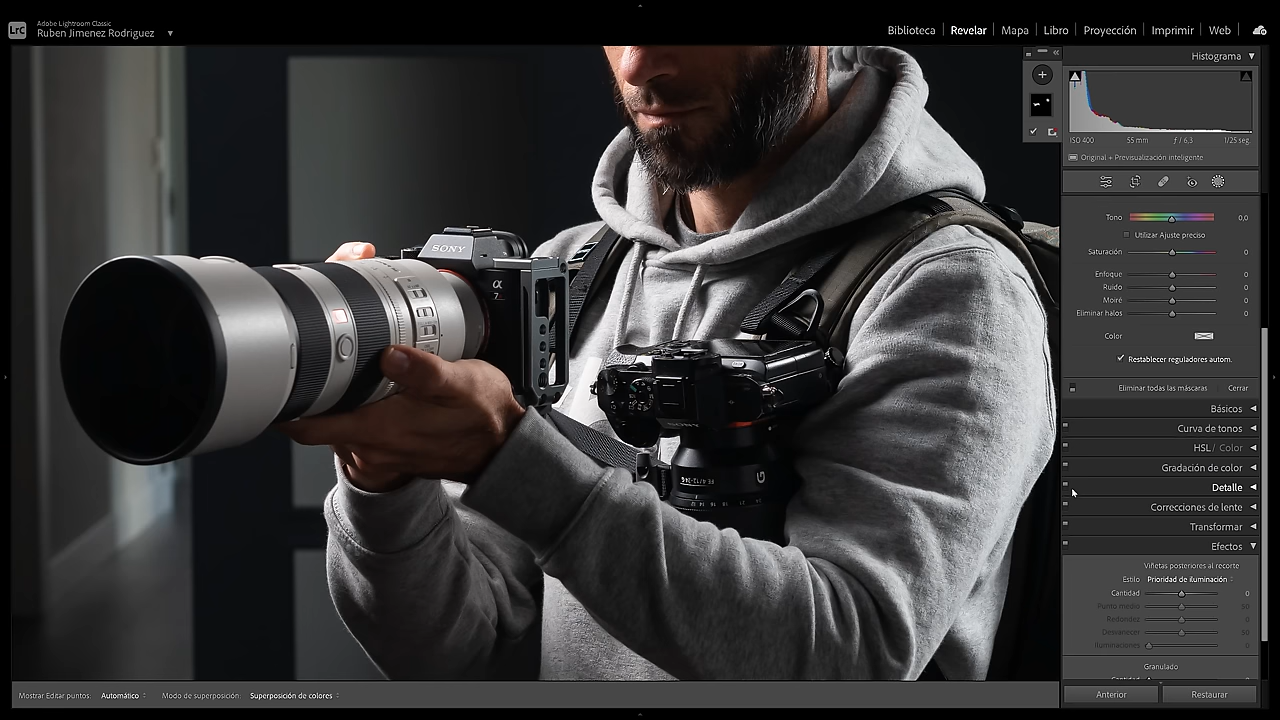 LrC
Adobe Lightroom Classic
Ruben Jimenez Rodriguez
Biblioteca
Revelar
Mapa
Libro
Proyección
Imprimir
Web
Histograma
ISO 400 55 mm ƒ / 6,3 1/25 seg.
Original + Previsualización inteligente
Tono 0,0
Utilizar Ajuste preciso
Saturación 0
Enfoque 0
Ruido 0
Moiré 0
Eliminar halos 0
Color
Restablecer reguladores autom.
Eliminar todas las máscaras Cerrar
Básicos
Curva de tonos
HSL / Color
Gradación de color
Detalle
Correcciones de lente
Transformar
Efectos
Viñetas posteriores al recorte
Estilo Prioridad de iluminación
Cantidad 0
Punto medio 50
Redondez 0
Desvanecer 50
Iluminaciones 0
Granulado
Anterior
Restaurar
Mostrar Editar puntos: Automático
Modo de superposición: Superposición de colores
SONY
α
7
SONY
G